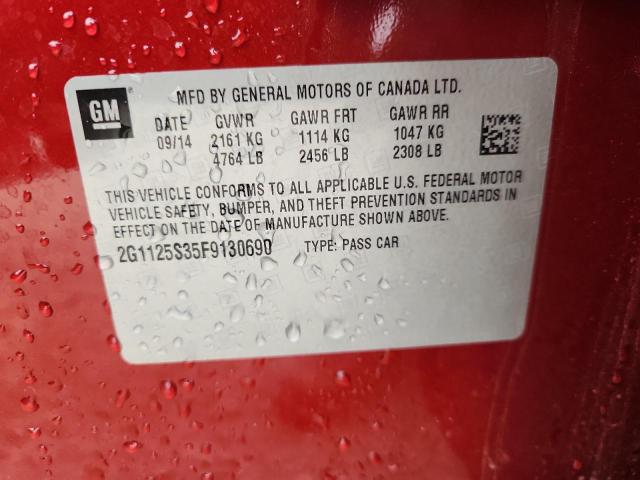 GM
MFD BY GENERAL MOTORS OF CANADA LTD.
DATE GVWR GAWR FRT GAWR RR
09/14 2161 KG 1114 KG 1047 KG
4764 LB 2456 LB 2308 LB
THIS VEHICLE CONFORMS TO ALL APPLICABLE U.S. FEDERAL MOTOR
VEHICLE SAFETY, BUMPER, AND THEFT PREVENTION STANDARDS IN
EFFECT ON THE DATE OF MANUFACTURE SHOWN ABOVE.
2G1125S35F9130690 TYPE: PASS CAR